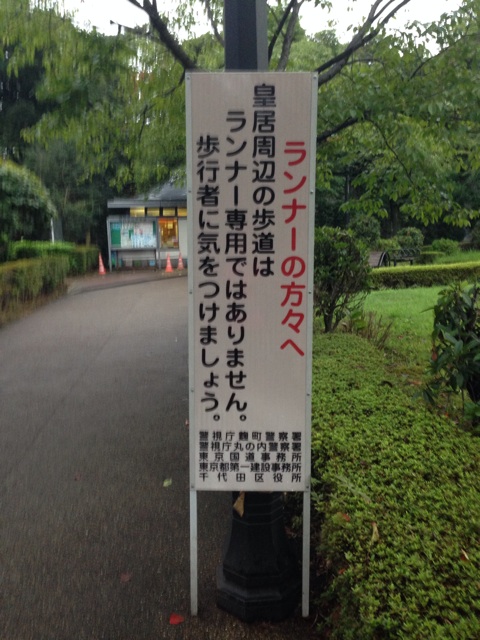 ランナーの方々へ
皇居周辺の歩道は
ランナー専用ではありません。
歩行者に気をつけましょう。
警視庁麹町警察署
警視庁丸の内警察署
東京国道事務所
東京都第一建設事務所
千代田区役所